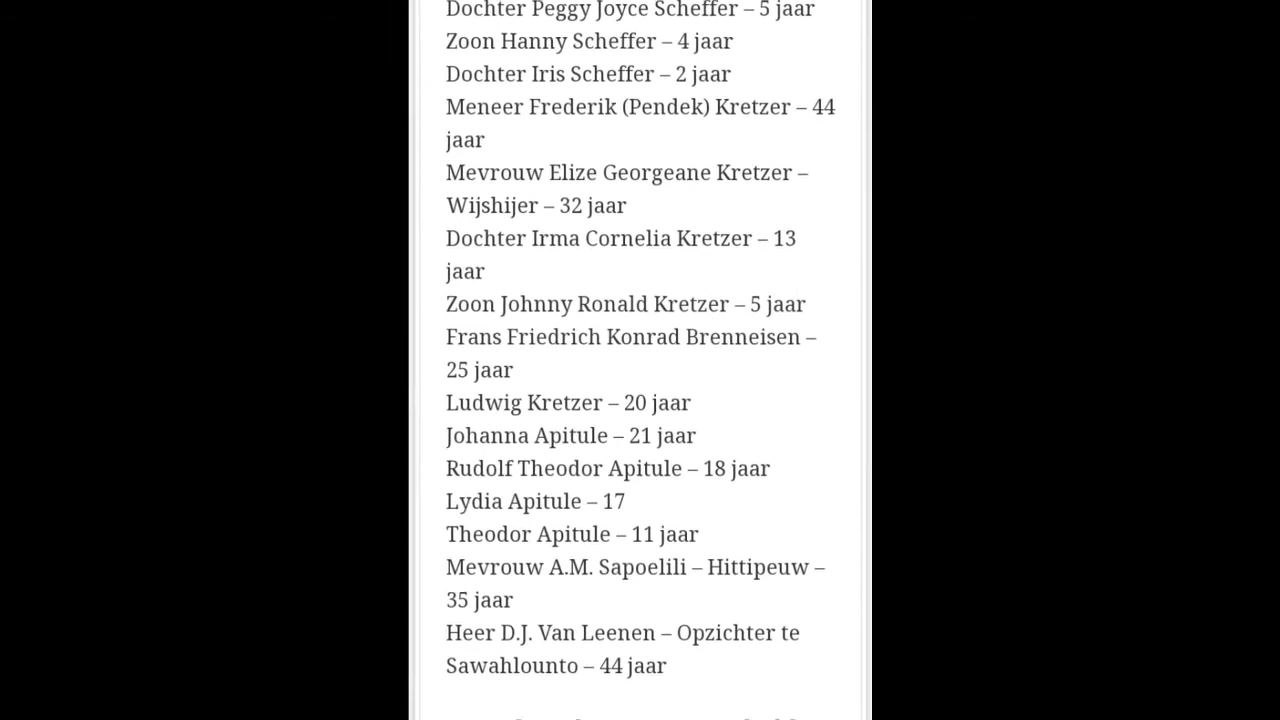 Dochter Peggy Joyce Scheffer – 5 jaar
Zoon Hanny Scheffer – 4 jaar
Dochter Iris Scheffer – 2 jaar
Meneer Frederik (Pendek) Kretzer – 44
jaar
Mevrouw Elize Georgeane Kretzer –
Wijshijer – 32 jaar
Dochter Irma Cornelia Kretzer – 13
jaar
Zoon Johnny Ronald Kretzer – 5 jaar
Frans Friedrich Konrad Brenneisen –
25 jaar
Ludwig Kretzer – 20 jaar
Johanna Apitule – 21 jaar
Rudolf Theodor Apitule – 18 jaar
Lydia Apitule – 17
Theodor Apitule – 11 jaar
Mevrouw A.M. Sapoelili – Hittipeuw –
35 jaar
Heer D.J. Van Leenen – Opzichter te
Sawahlounto – 44 jaar